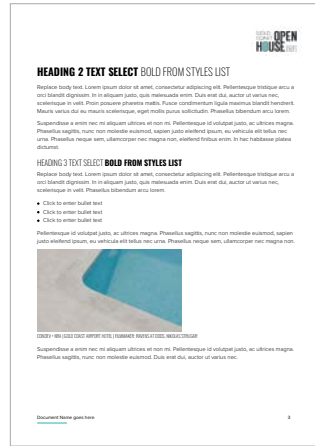 GOLD
COAST
OPEN
HOUSE
HEADING 2 TEXT SELECT BOLD FROM STYLES LIST
Replace body text. Lorem ipsum dolor sit amet, consectetur adipiscing elit. Pellentesque tristique arcu a
orci blandit dignissim. In in aliquam justo, quis malesuada enim. Duis erat dui, auctor ut varius nec,
scelerisque in velit. Proin posuere pharetra mattis. Fusce condimentum ligula maximus blandit hendrerit.
Mauris varius dui eu mauris scelerisque, eget mollis purus sollicitudin. Phasellus bibendum arcu lorem.
Suspendisse a enim nec mi aliquam ultrices et non mi. Pellentesque id volutpat justo, ac ultrices magna.
Phasellus sagittis, nunc non molestie euismod, sapien justo eleifend ipsum, eu vehicula elit tellus nec
urna. Phasellus neque sem, ullamcorper nec magna non, eleifend finibus enim. In hac habitasse platea
dictumst.
HEADING 3 TEXT SELECT BOLD FROM STYLES LIST
Replace body text. Lorem ipsum dolor sit amet, consectetur adipiscing elit. Pellentesque tristique arcu a
orci blandit dignissim. In in aliquam justo, quis malesuada enim. Duis erat dui, auctor ut varius nec,
scelerisque in velit. Phasellus bibendum arcu lorem.
• Click to enter bullet text
• Click to enter bullet text
• Click to enter bullet text
Pellentesque id volutpat justo, ac ultrices magna. Phasellus sagittis, nunc non molestie euismod, sapien
justo eleifend ipsum, eu vehicula elit tellus nec urna. Phasellus neque sem, ullamcorper nec magna non.
GOLD COAST AIRPORT HOTEL | FILMMAKER: RAVENS AT ODDS, NIKOLAS STRUGAR
Suspendisse a enim nec mi aliquam ultrices et non mi. Pellentesque id volutpat justo, ac ultrices magna.
Phasellus sagittis, nunc non molestie euismod. Duis erat dui, auctor ut varius nec.
Document Name goes here
3